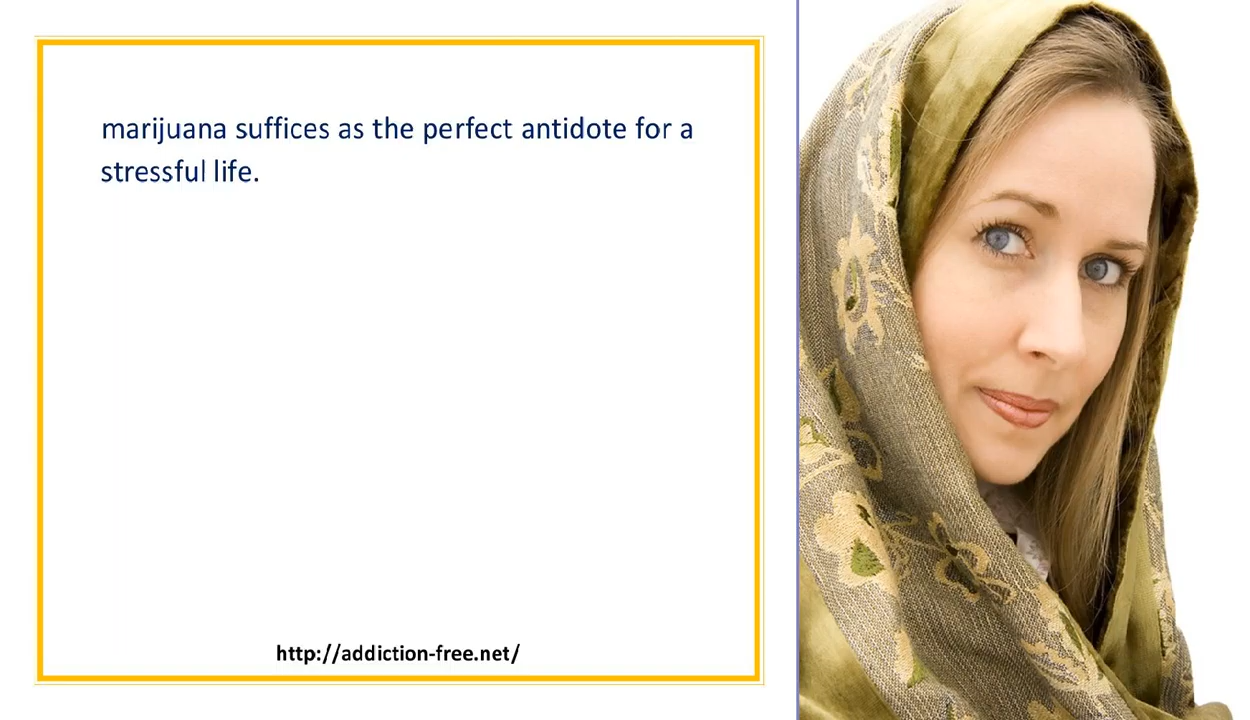 marijuana suffices as the perfect antidote for a
stressful life.
http://addiction-free.net/